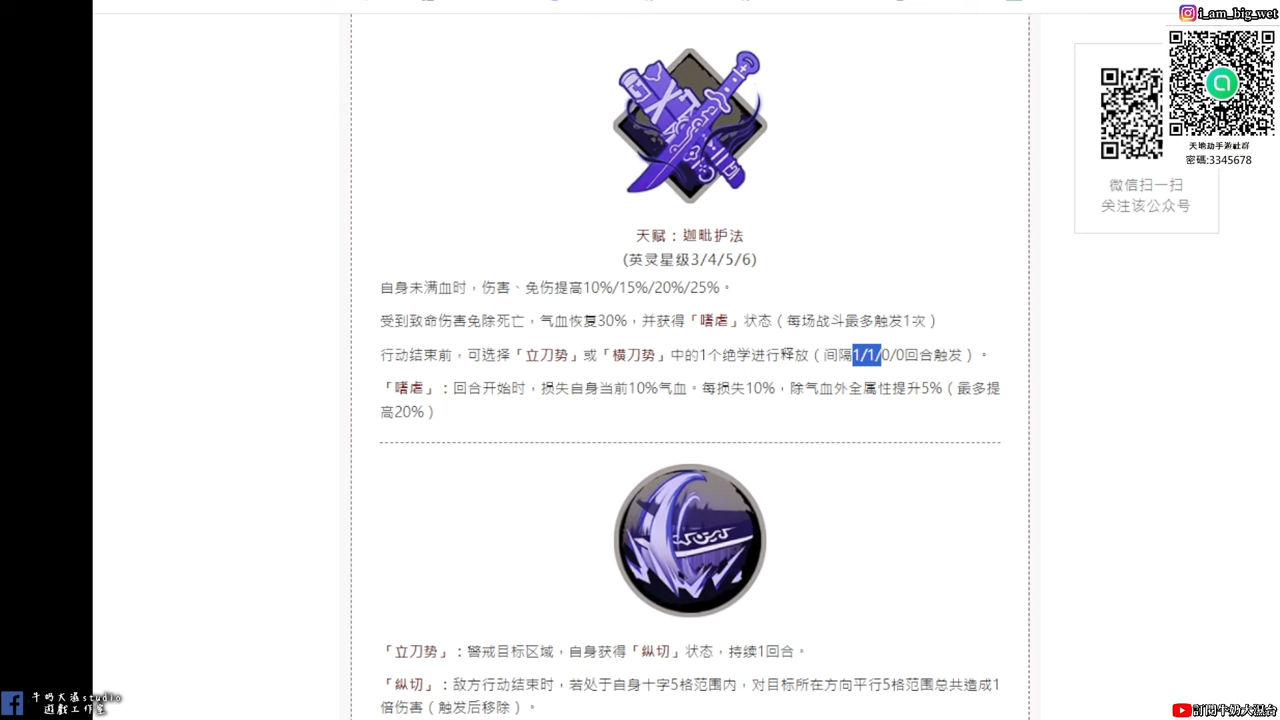 i_am_big_wet
天地劫手游社群
密碼:3345678
微信扫一扫
关注该公众号
天赋：迦毗护法
(英灵星级3/4/5/6)
自身未满血时，伤害、免伤提高10%/15%/20%/25%。
受到致命伤害免除死亡，气血恢复30%，并获得「嗜虐」状态（每场战斗最多触发1次）
行动结束前，可选择「立刀势」或「横刀势」中的1个绝学进行释放（间隔1/1/0/0回合触发）。
「嗜虐」：回合开始时，损失自身当前10%气血。每损失10%，除气血外全属性提升5%（最多提
高20%）
「立刀势」：警戒目标区域，自身获得「纵切」状态，持续1回合。
「纵切」：敌方行动结束时，若处于自身十字5格范围内，对目标所在方向平行5格范围总共造成1
倍伤害（触发后移除）。
牛奶大濕studio
遊戲工作室
訂閱牛奶大濕台